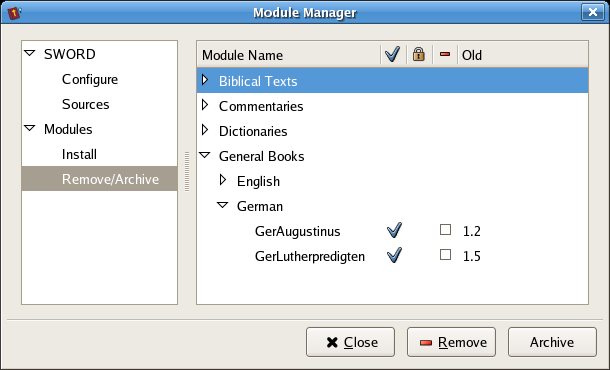 Module Manager
SWORD
Configure
Sources
Modules
Install
Remove/Archive
Module Name Old
Biblical Texts
Commentaries
Dictionaries
General Books
English
German
GerAugustinus 1.2
GerLutherpredigten 1.5
Close Remove Archive